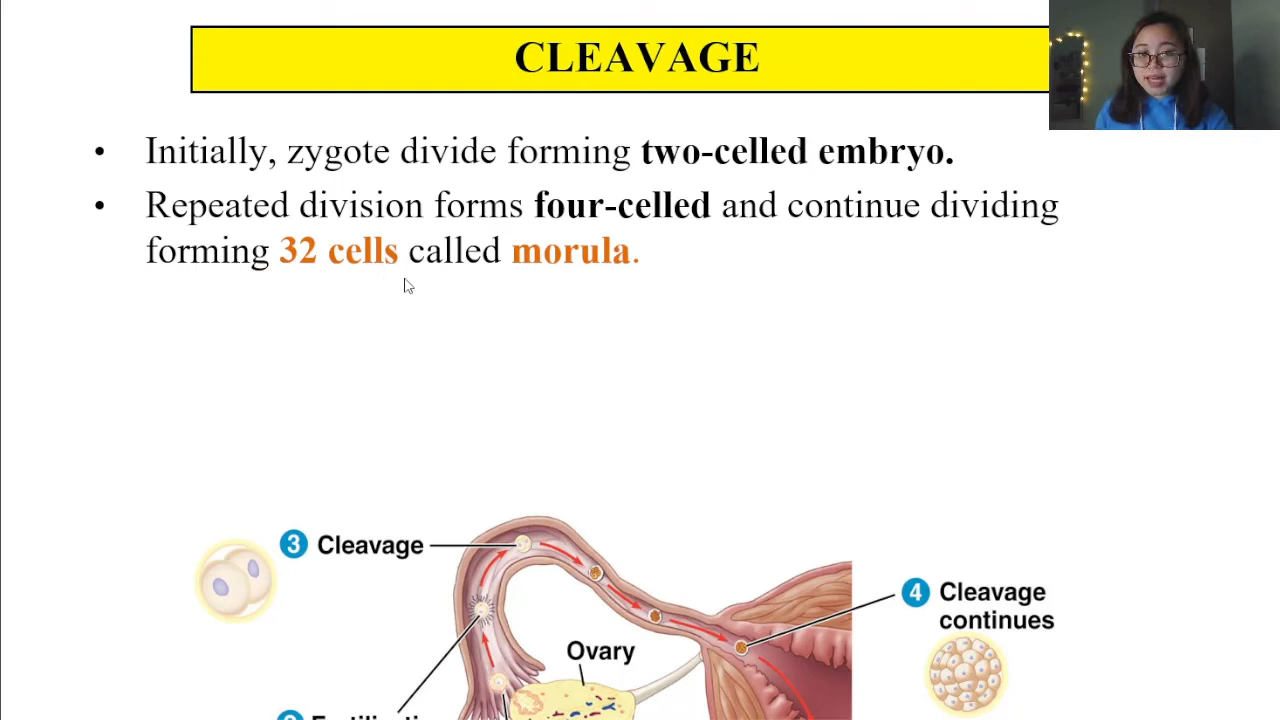 CLEAVAGE
• Initially, zygote divide forming two-celled embryo.
• Repeated division forms four-celled and continue dividing
forming 32 cells called morula.
3 Cleavage
4 Cleavage
continues
Ovary